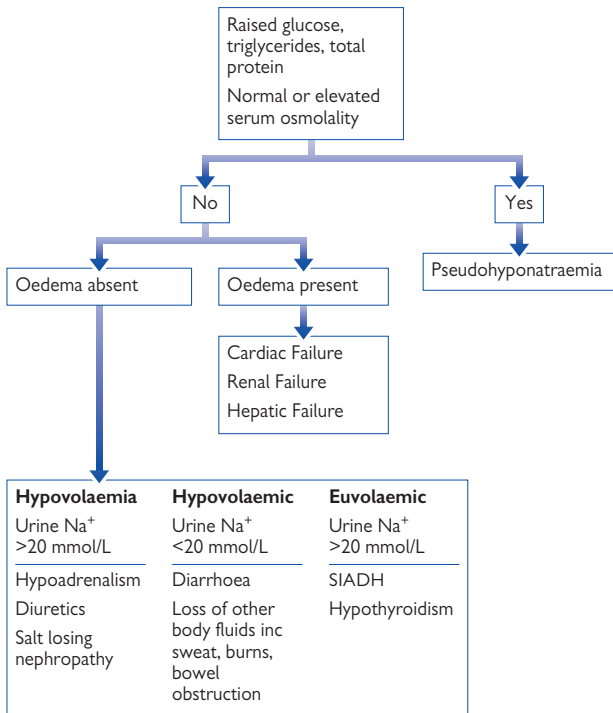 Raised glucose,
triglycerides, total
protein
Normal or elevated
serum osmolality
No
Yes
Oedema absent
Oedema present
Pseudohyponatraemia
Cardiac Failure
Renal Failure
Hepatic Failure
Hypovolaemia
Urine Na⁺
>20 mmol/L
Hypoadrenalism
Diuretics
Salt losing
nephropathy
Hypovolaemic
Urine Na⁺
<20 mmol/L
Diarrhoea
Loss of other
body fluids inc
sweat, burns,
bowel
obstruction
Euvolaemic
Urine Na⁺
>20 mmol/L
SIADH
Hypothyroidism